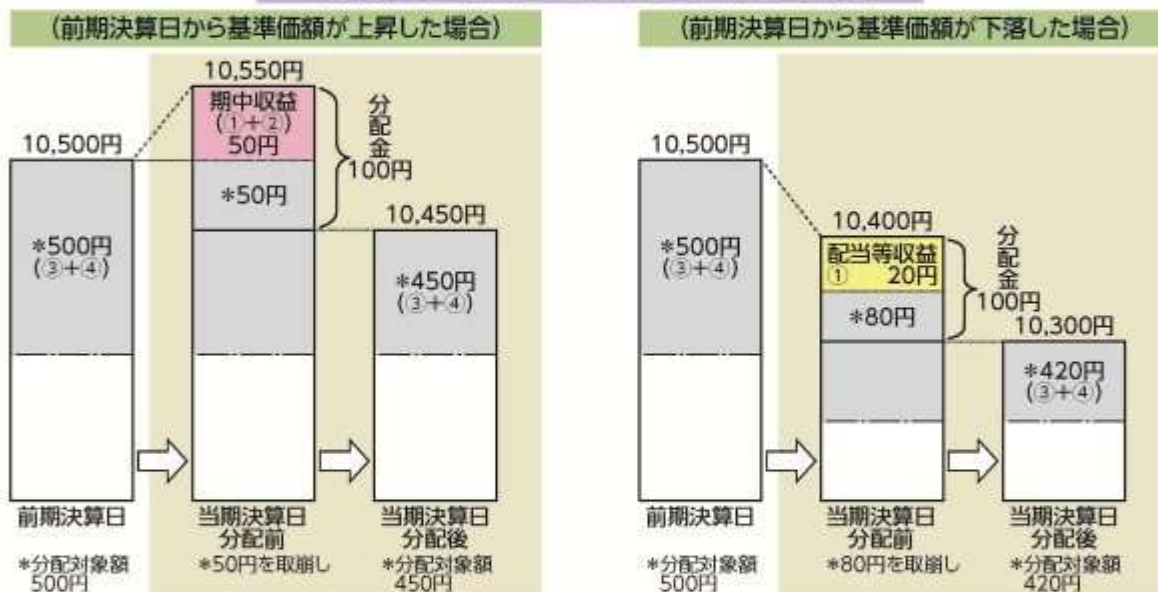 (前期決算日から基準価額が上昇した場合)
10,550円
期中収益
(①+②)
50円
分配金
100円
10,500円
*50円
10,450円
*500円
(③+④)
*450円
(③+④)
前期決算日
当期決算日
分配前
当期決算日
分配後
*分配対象額
500円
*50円を取崩し
*分配対象額
450円
(前期決算日から基準価額が下落した場合)
10,500円
10,400円
*500円
(③+④)
配当等収益
① 20円
分配金
100円
*80円
10,300円
*420円
(③+④)
前期決算日
当期決算日
分配前
当期決算日
分配後
*分配対象額
500円
*80円を取崩し
*分配対象額
420円